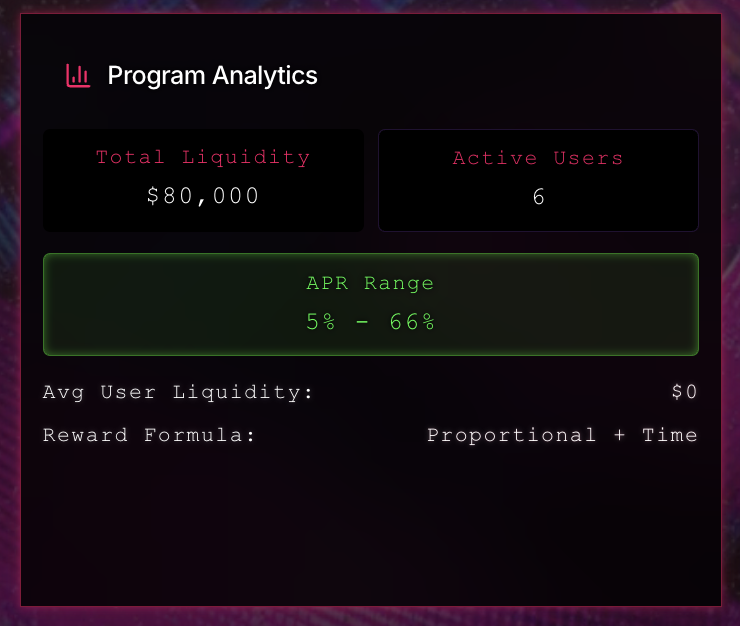 Program Analytics
Total Liquidity
$80,000
Active Users
6
APR Range
5% - 66%
Avg User Liquidity: $0
Reward Formula: Proportional + Time